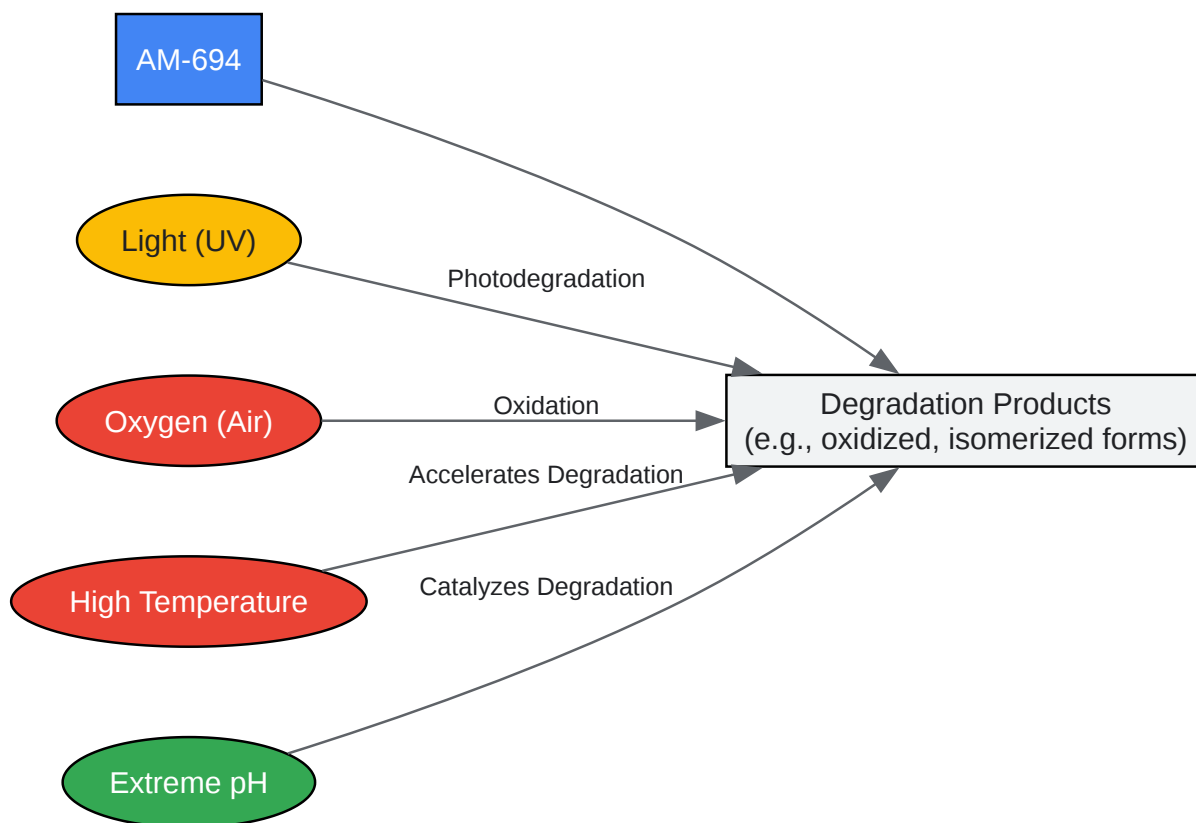 AM-694
Light (UV)
Photodegradation
Oxygen (Air)
Oxidation
Degradation Products
(e.g., oxidized, isomerized forms)
Accelerates Degradation
High Temperature
Catalyzes Degradation
Extreme pH